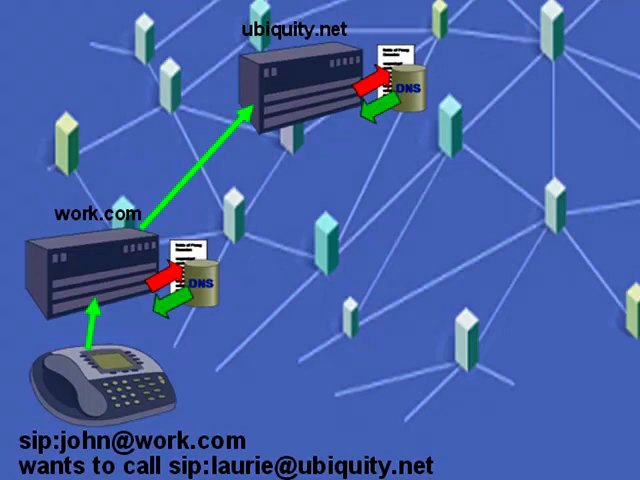 ubiquity.net
DNS
work.com
DNS
sip:john@work.com
wants to call sip:laurie@ubiquity.net